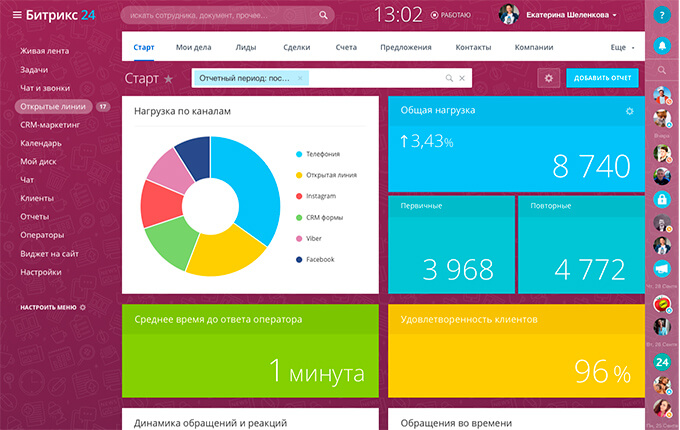 Битрикс 24
искать сотрудника, документ, прочее...
13:02
РАБОТАЮ
Екатерина Шеленкова
?
Живая лента
Задачи
Чат и звонки
Открытые линии 17
CRM-маркетинг
Календарь
Мой диск
Чат
Клиенты
Отчеты
Операторы
Виджет на сайт
Настройки
НАСТРОИТЬ МЕНЮ
Старт Мои дела Лиды Сделки Счета Предложения Контакты Компании Еще
Старт
Отчетный период: пос...
ДОБАВИТЬ ОТЧЕТ
Нагрузка по каналам
Телефония
Открытая линия
Instagram
CRM формы
Viber
Facebook
Общая нагрузка
3,43%
8 740
Первичные
3 968
Повторные
4 772
Среднее время до ответа оператора
1 минута
Удовлетворенность клиентов
96 %
Динамика обращений и реакций
Обращения во времени
Вчера
24